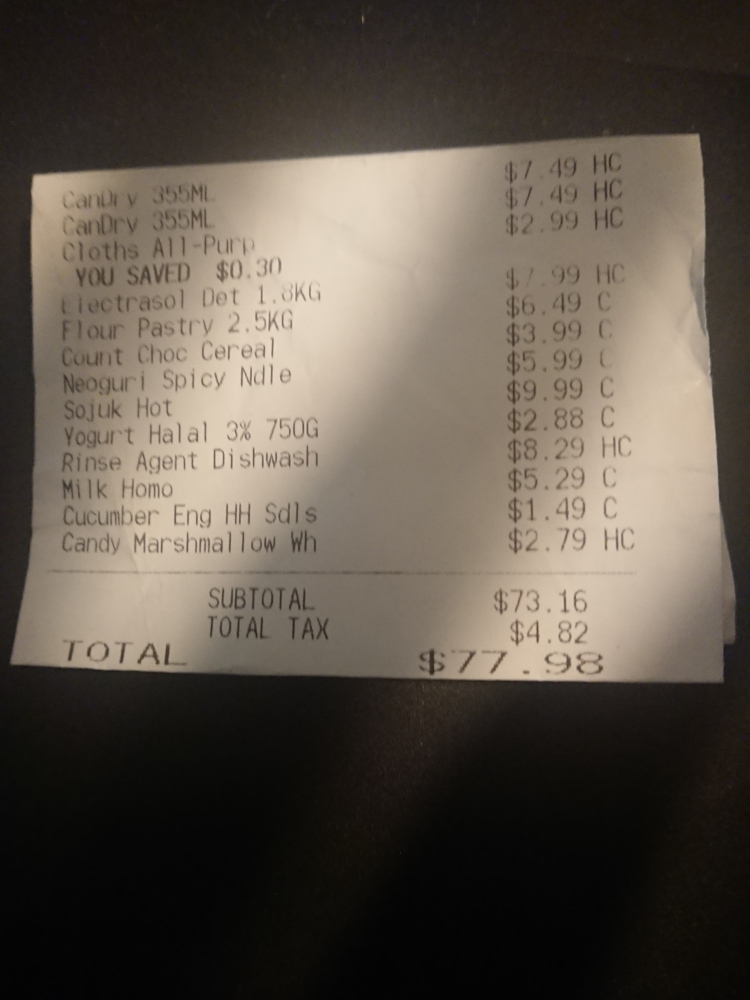 CanDry 355ML $7.49 HC
CanDry 355ML $7.49 HC
Cloths All-Purp $2.99 HC
YOU SAVED $0.30
Electrasol Det 1.8KG $7.99 HC
Flour Pastry 2.5KG $6.49 C
Count Choc Cereal $3.99 C
Neoguri Spicy Ndle $5.99 C
Sojuk Hot $9.99 C
Yogurt Halal 3% 750G $2.88 C
Rinse Agent Dishwash $8.29 HC
Milk Homo $5.29 C
Cucumber Eng HH Sdls $1.49 C
Candy Marshmallow Wh $2.79 HC
SUBTOTAL $73.16
TOTAL TAX $4.82
TOTAL $77.98